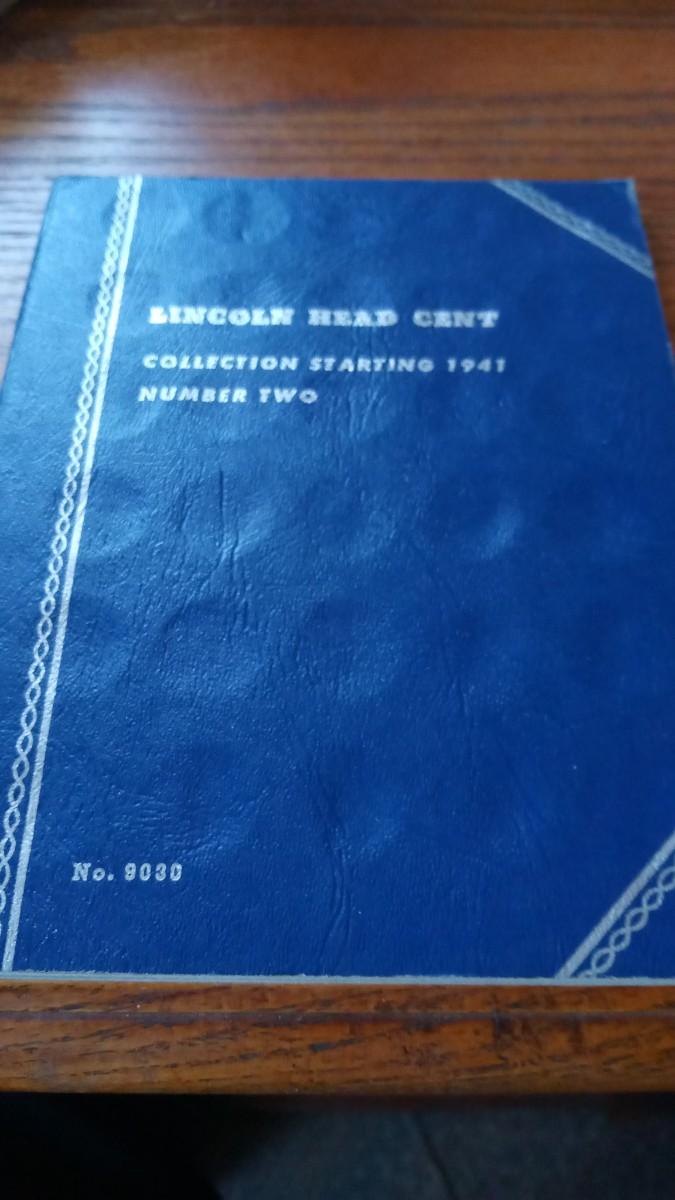 LINCOLN HEAD CENT
COLLECTION STARTING 1941
NUMBER TWO
No. 9030